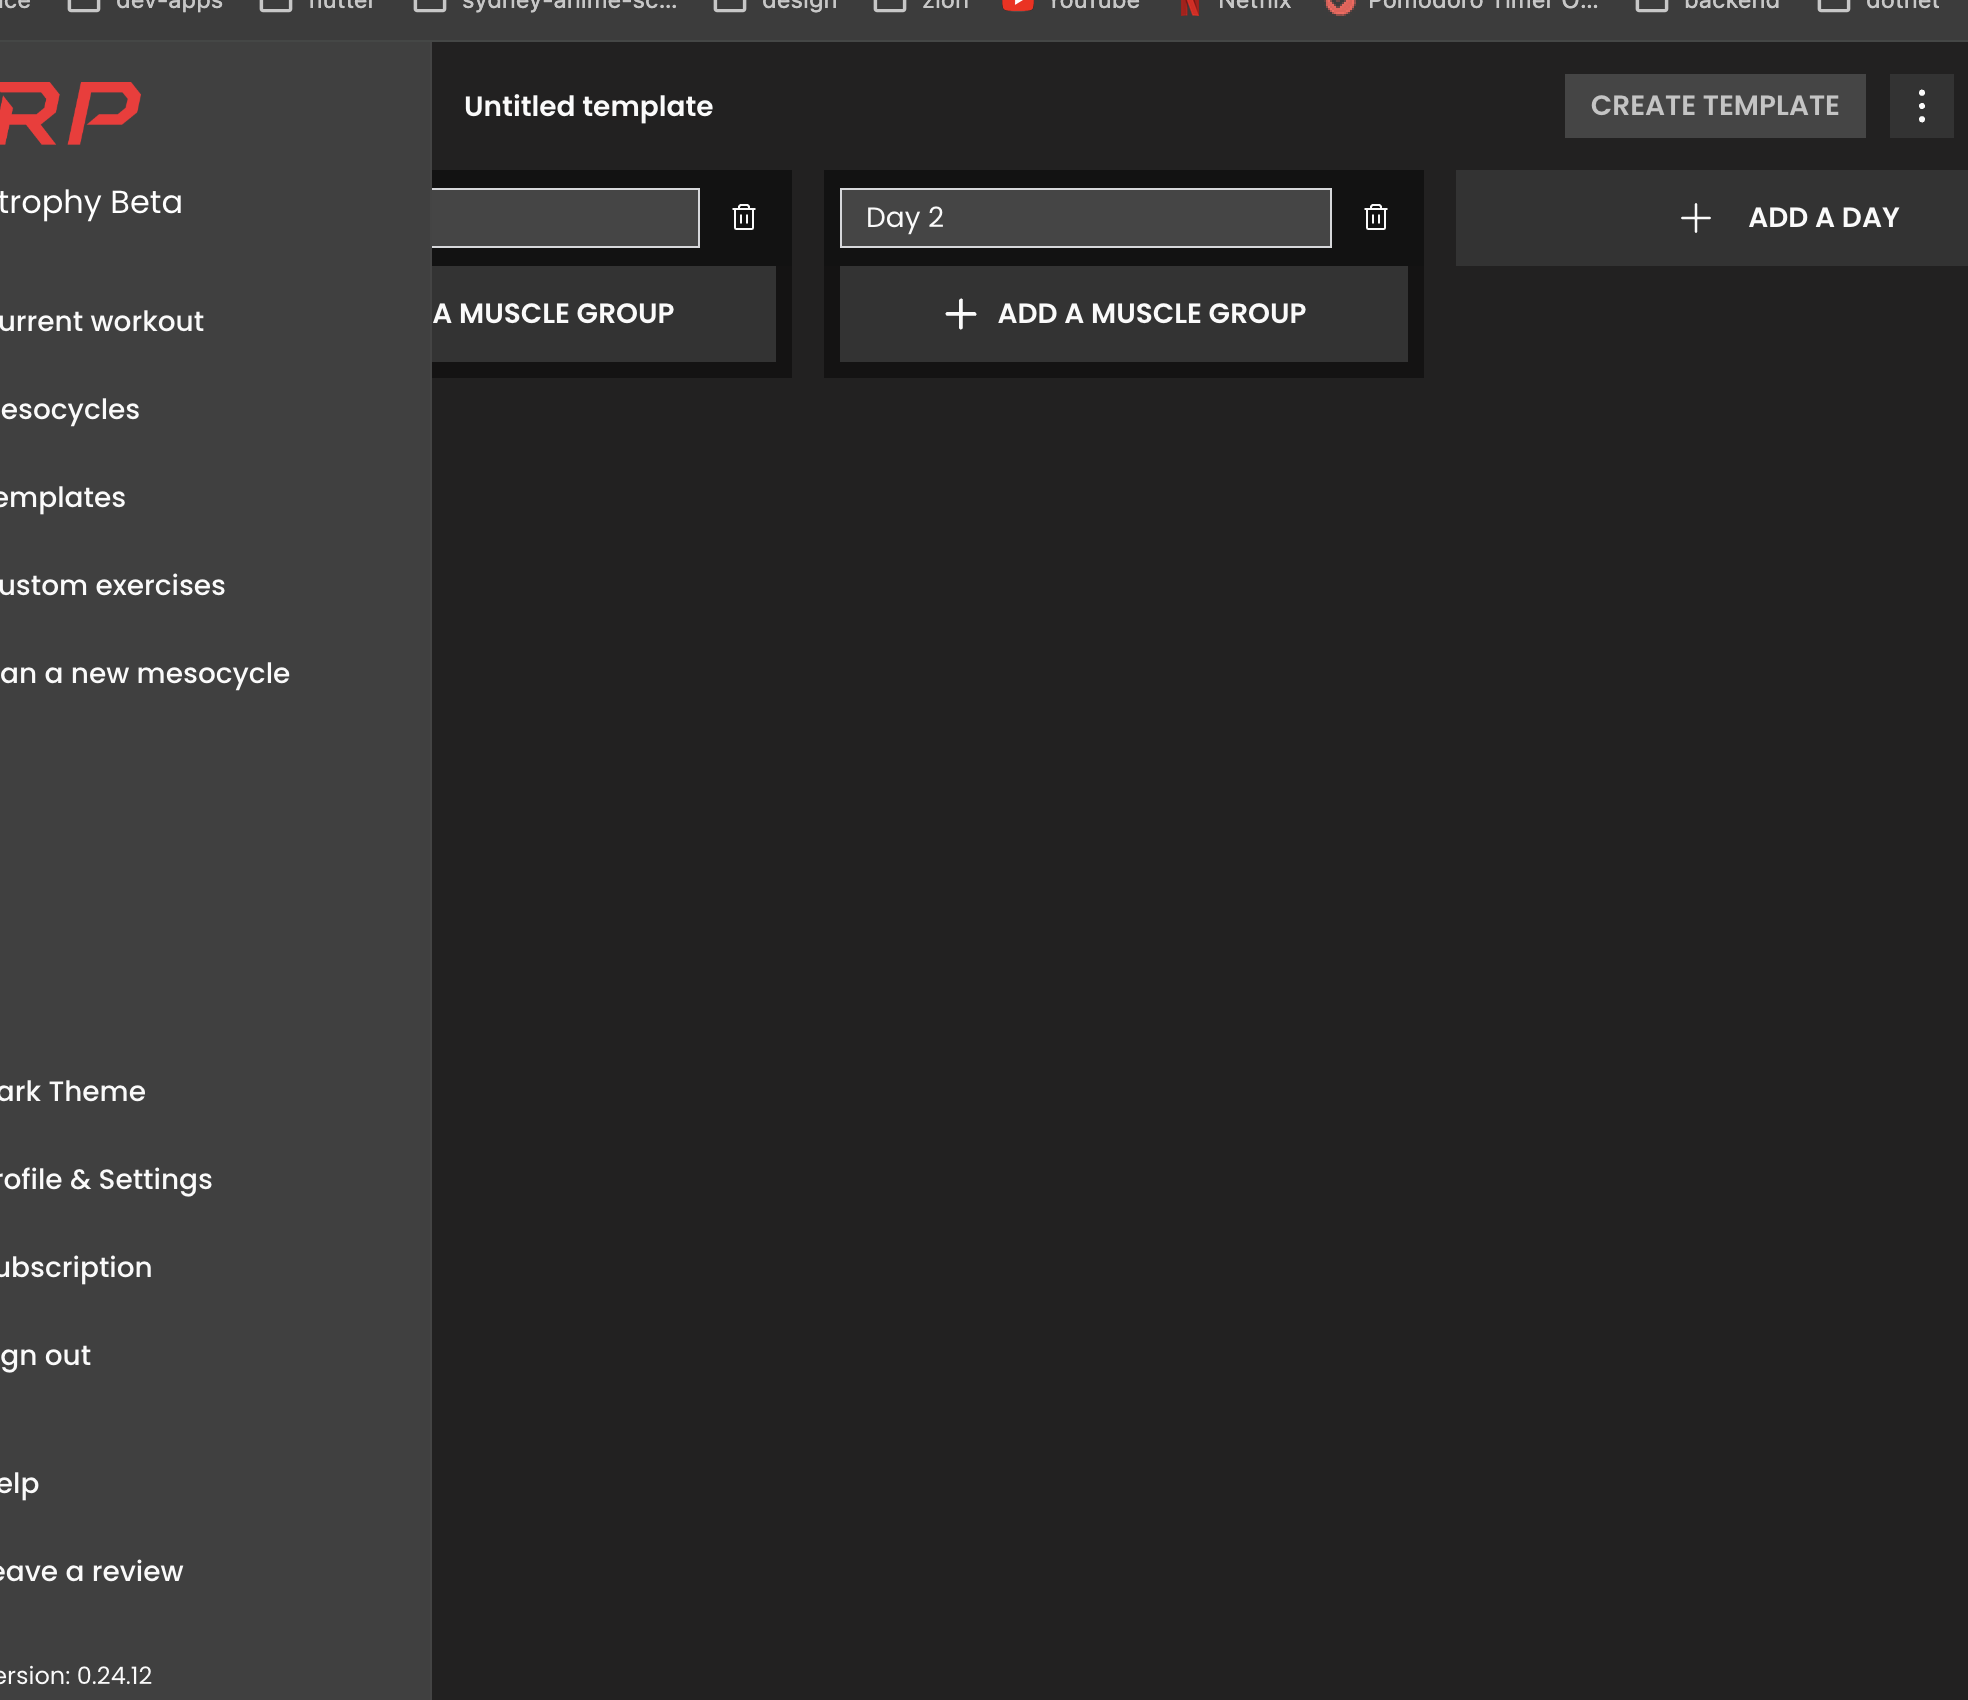 dev-apps flutter sydney-anime-sc... design zion YouTube Netflix Pomodoro Timer O... backend dotnet
RP
trophy Beta
urrent workout
esocycles
emplates
ustom exercises
an a new mesocycle
ark Theme
rofile & Settings
ubscription
gn out
elp
eave a review
ersion: 0.24.12
Untitled template
CREATE TEMPLATE
A MUSCLE GROUP
Day 2
ADD A MUSCLE GROUP
ADD A DAY